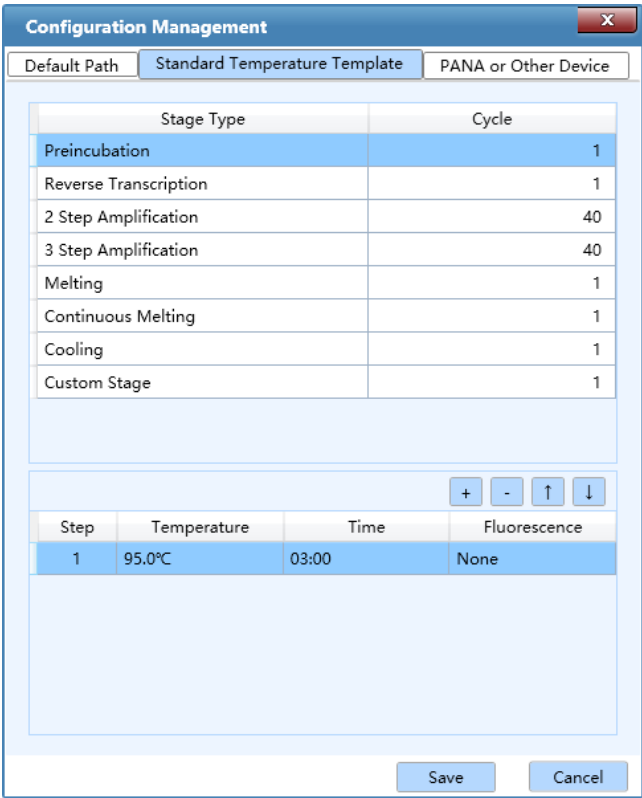 Configuration Management x
Default Path Standard Temperature Template PANA or Other Device
Stage Type Cycle
Preincubation 1
Reverse Transcription 1
2 Step Amplification 40
3 Step Amplification 40
Melting 1
Continuous Melting 1
Cooling 1
Custom Stage 1
+ - ↑ ↓
Step Temperature Time Fluorescence
1 95.0℃ 03:00 None
Save Cancel